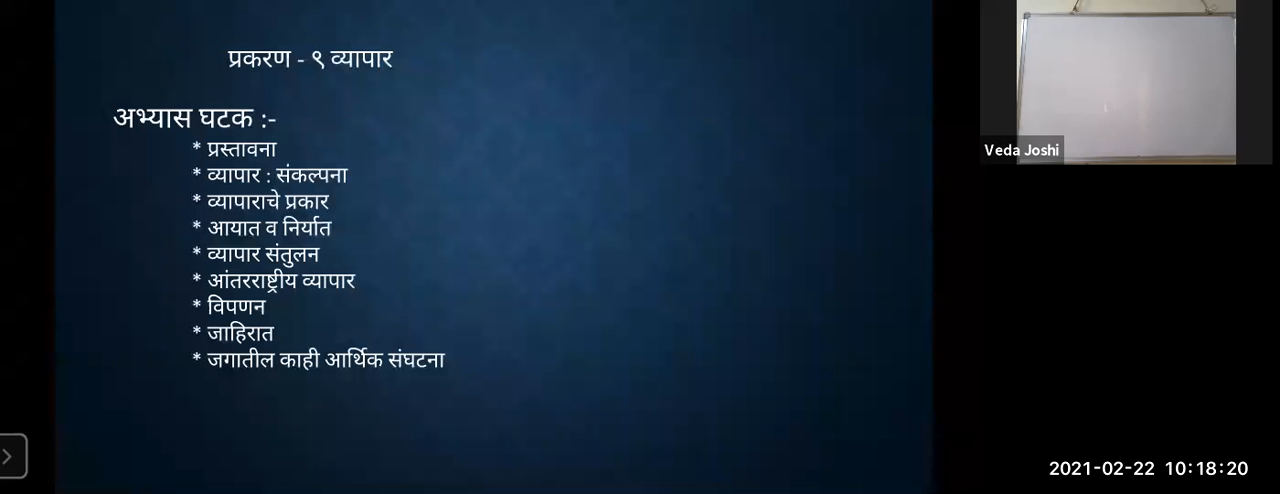 प्रकरण - ९ व्यापार
अभ्यास घटक :-
* प्रस्तावना
* व्यापार : संकल्पना
* व्यापाराचे प्रकार
* आयात व निर्यात
* व्यापार संतुलन
* आंतरराष्ट्रीय व्यापार
* विपणन
* जाहिरात
* जगातील काही आर्थिक संघटना
Veda Joshi
2021-02-22 10:18:20